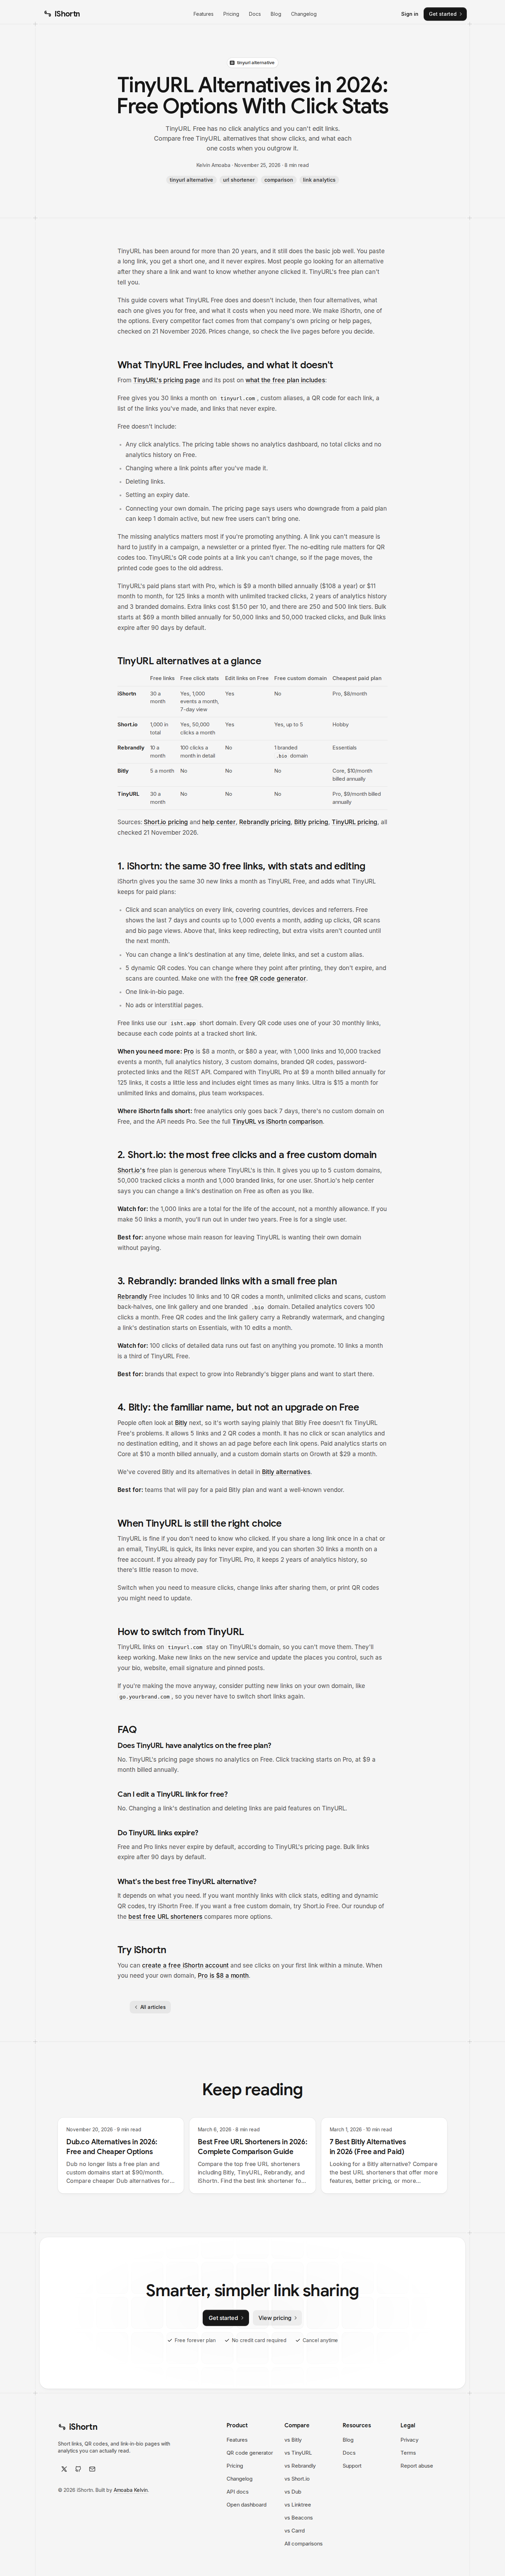 iShortn
Features Pricing Docs Blog Changelog
Sign in Get started
tinyurl alternative
TinyURL Alternatives in 2026:
Free Options With Click Stats
TinyURL Free has no click analytics and you can't edit links.
Compare free TinyURL alternatives that show clicks, and what each
one costs when you outgrow it.
Kelvin Amoaba · November 25, 2026 · 8 min read
tinyurl alternative url shortener comparison link analytics
TinyURL has been around for more than 20 years, and it still does the basic job well. You paste
a long link, you get a short one, and it never expires. Most people go looking for an alternative
after they share a link and want to know whether anyone clicked it. TinyURL's free plan can't
tell you.
This guide covers what TinyURL Free does and doesn't include, then four alternatives, what
each one gives you for free, and what it costs when you need more. We make iShortn, one of
the options. Every competitor fact comes from that company's own pricing or help pages,
checked on 21 November 2026. Prices change, so check the live pages before you decide.
What TinyURL Free includes, and what it doesn't
From TinyURL's pricing page and its post on what the free plan includes:
Free gives you 30 links a month on tinyurl.com, custom aliases, a QR code for each link, a
list of the links you've made, and links that never expire.
Free doesn't include:
Any click analytics. The pricing table shows no analytics dashboard, no total clicks and no
analytics history on Free.
Changing where a link points after you've made it.
Deleting links.
Setting an expiry date.
Connecting your own domain. The pricing page says users who downgrade from a paid plan
can keep 1 domain active, but new free users can't bring one.
The missing analytics matters most if you're promoting anything. A link you can't measure is
hard to justify in a campaign, a newsletter or a printed flyer. The no-editing rule matters for QR
codes too. TinyURL's QR code points at a link you can't change, so if the page moves, the
printed code goes to the old address.
TinyURL's paid plans start with Pro, which is $9 a month billed annually ($108 a year) or $11
month to month, for 125 links a month with unlimited tracked clicks, 2 years of analytics history
and 3 branded domains. Extra links cost $1.50 per 10, and there are 250 and 500 link tiers. Bulk
starts at $69 a month billed annually for 50,000 links and 50,000 tracked clicks, and Bulk links
expire after 90 days by default.
TinyURL alternatives at a glance
Free links Free click stats Edit links on Free Free custom domain Cheapest paid plan
iShortn 30 a month Yes, 1,000 events a month, 7-day view Yes No Pro, $8/month
Short.io 1,000 in total Yes, 50,000 clicks a month Yes Yes, up to 5 Hobby
Rebrandly 10 a month 100 clicks a month in detail No 1 branded .bio domain Essentials
Bitly 5 a month No No No Core, $10/month billed annually
TinyURL 30 a month No No No Pro, $9/month billed annually
Sources: Short.io pricing and help center, Rebrandly pricing, Bitly pricing, TinyURL pricing, all
checked 21 November 2026.
1. iShortn: the same 30 free links, with stats and editing
iShortn gives you the same 30 new links a month as TinyURL Free, and adds what TinyURL
keeps for paid plans:
Click and scan analytics on every link, covering countries, devices and referrers. Free
shows the last 7 days and counts up to 1,000 events a month, adding up clicks, QR scans
and bio page views. Above that, links keep redirecting, but extra visits aren't counted until
the next month.
You can change a link's destination at any time, delete links, and set a custom alias.
5 dynamic QR codes. You can change where they point after printing, they don't expire, and
scans are counted. Make one with the free QR code generator.
One link-in-bio page.
No ads or interstitial pages.
Free links use our isht.app short domain. Every QR code uses one of your 30 monthly links,
because each code points at a tracked short link.
When you need more: Pro is $8 a month, or $80 a year, with 1,000 links and 10,000 tracked
events a month, full analytics history, 3 custom domains, branded QR codes, password-
protected links and the REST API. Compared with TinyURL Pro at $9 a month billed annually for
125 links, it costs a little less and includes eight times as many links. Ultra is $15 a month for
unlimited links and domains, plus team workspaces.
Where iShortn falls short: free analytics only goes back 7 days, there's no custom domain on
Free, and the API needs Pro. See the full TinyURL vs iShortn comparison.
2. Short.io: the most free clicks and a free custom domain
Short.io's free plan is generous where TinyURL's is thin. It gives you up to 5 custom domains,
50,000 tracked clicks a month and 1,000 branded links, for one user. Short.io's help center
says you can change a link's destination on Free as often as you like.
Watch for: the 1,000 links are a total for the life of the account, not a monthly allowance. If you
make 50 links a month, you'll run out in under two years. Free is for a single user.
Best for: anyone whose main reason for leaving TinyURL is wanting their own domain
without paying.
3. Rebrandly: branded links with a small free plan
Rebrandly Free includes 10 links and 10 QR codes a month, unlimited clicks and scans, custom
back-halves, one link gallery and one branded .bio domain. Detailed analytics covers 100
clicks a month. Free QR codes and the link gallery carry a Rebrandly watermark, and changing
a link's destination starts on Essentials, with 10 edits a month.
Watch for: 100 clicks of detailed data runs out fast on anything you promote. 10 links a month
is a third of TinyURL Free.
Best for: brands that expect to grow into Rebrandly's bigger plans and want to start there.
4. Bitly: the familiar name, but not an upgrade on Free
People often look at Bitly next, so it's worth saying plainly that Bitly Free doesn't fix TinyURL
Free's problems. It allows 5 links and 2 QR codes a month. It has no click or scan analytics and
no destination editing, and it shows an ad page before each link opens. Paid analytics starts on
Core at $10 a month billed annually, and a custom domain starts on Growth at $29 a month.
We've covered Bitly and its alternatives in detail in Bitly alternatives.
Best for: teams that will pay for a paid Bitly plan and want a well-known vendor.
When TinyURL is still the right choice
TinyURL is fine if you don't need to know who clicked. If you share a long link once in a chat or
an email, TinyURL is quick, its links never expire, and you can shorten 30 links a month on a
free account. If you already pay for TinyURL Pro, it keeps 2 years of analytics history, so
there's little reason to move.
Switch when you need to measure clicks, change links after sharing them, or print QR codes
you might need to update.
How to switch from TinyURL
TinyURL links on tinyurl.com stay on TinyURL's domain, so you can't move them. They'll
keep working. Make new links on the new service and update the places you control, such as
your bio, website, email signature and pinned posts.
If you're making the move anyway, consider putting new links on your own domain, like
go.yourbrand.com, so you never have to switch short links again.
FAQ
Does TinyURL have analytics on the free plan?
No. TinyURL's pricing page shows no analytics on Free. Click tracking starts on Pro, at $9 a
month billed annually.
Can I edit a TinyURL link for free?
No. Changing a link's destination and deleting links are paid features on TinyURL.
Do TinyURL links expire?
Free and Pro links never expire by default, according to TinyURL's pricing page. Bulk links
expire after 90 days by default.
What's the best free TinyURL alternative?
It depends on what you need. If you want monthly links with click stats, editing and dynamic
QR codes, try iShortn Free. If you want a free custom domain, try Short.io Free. Our roundup of
the best free URL shorteners compares more options.
Try iShortn
You can create a free iShortn account and see clicks on your first link within a minute. When
you need your own domain, Pro is $8 a month.
All articles
Keep reading
November 20, 2026 · 9 min read
Dub.co Alternatives in 2026:
Free and Cheaper Options
Dub no longer lists a free plan and
custom domains start at $90/month.
Compare cheaper Dub alternatives for...
March 6, 2026 · 8 min read
Best Free URL Shorteners in 2026:
Complete Comparison Guide
Compare the top free URL shorteners
including Bitly, TinyURL, Rebrandly, and
iShortn. Find the best link shortener fo...
March 1, 2026 · 10 min read
7 Best Bitly Alternatives
in 2026 (Free and Paid)
Looking for a Bitly alternative? Compare
the best URL shorteners that offer more
features, better pricing, or more...
Smarter, simpler link sharing
Get started View pricing
Free forever plan No credit card required Cancel anytime
iShortn
Short links, QR codes, and link-in-bio pages with
analytics you can actually read.
© 2026 iShortn. Built by Amoaba Kelvin.
Product
Features
QR code generator
Pricing
Changelog
API docs
Open dashboard
Compare
vs Bitly
vs TinyURL
vs Rebrandly
vs Short.io
vs Dub
vs Linktree
vs Beacons
vs Carrd
All comparisons
Resources
Blog
Docs
Support
Legal
Privacy
Terms
Report abuse